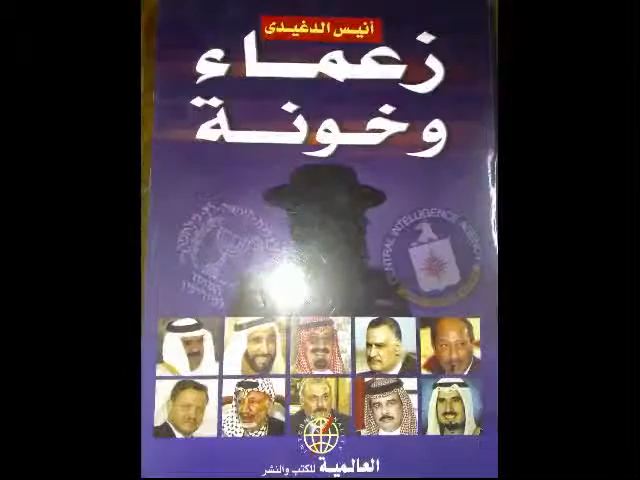 أنيس الدغيدى
زعماء
وخونة
CENTRAL INTELLIGENCE AGENCY
العالمية للكتب والنشر